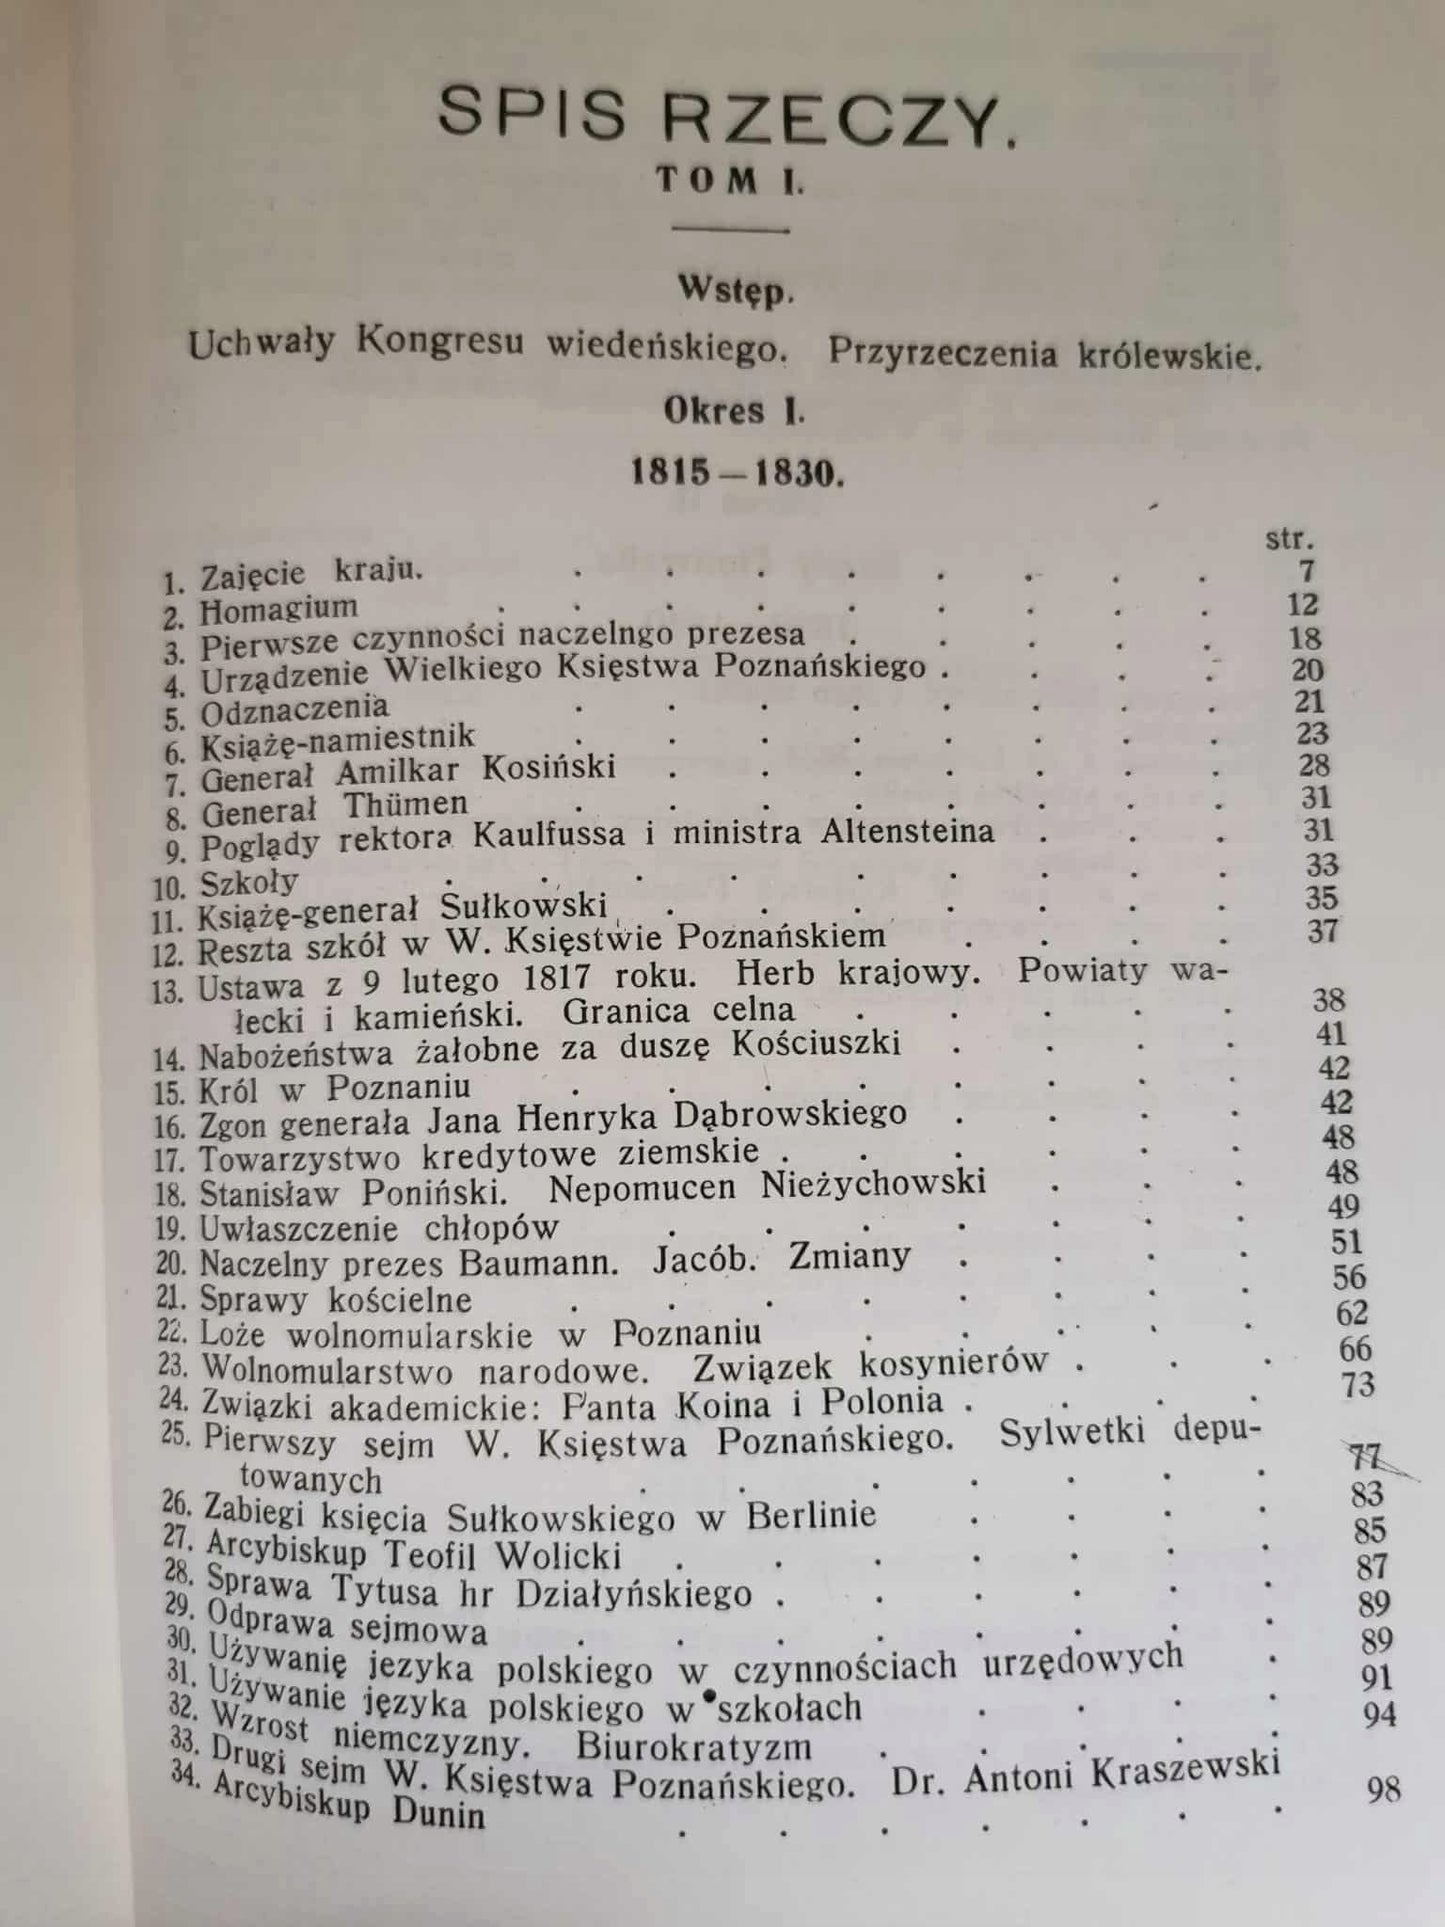 SPIS RZECZY.
TOM I.
Wstęp.
Uchwały Kongresu wiedeńskiego. Przyrzeczenia królewskie.
Okres I.
1815—1830.
str.
1. Zajęcie kraju. . . . . . . . . 7
2. Homagium . . . . . . . . . 12
3. Pierwsze czynności naczelngo prezesa . . . . . 18
4. Urządzenie Wielkiego Księstwa Poznańskiego . . . . 20
5. Odznaczenia . . . . . . . . 21
6. Książę-namiestnik . . . . . . . . 23
7. Generał Amilkar Kosiński . . . . . . . 28
8. Generał Thümen . . . . . . . . 31
9. Poglądy rektora Kaulfussa i ministra Altensteina . . . 31
10. Szkoły . . . . . . . . . 33
11. Książę-generał Sułkowski . . . . . . . 35
12. Reszta szkół w W. Księstwie Poznańskiem . . . . 37
13. Ustawa z 9 lutego 1817 roku. Herb krajowy. Powiaty wa-
łecki i kamieński. Granica celna . . . . . 38
14. Nabożeństwa żałobne za duszę Kościuszki . . . . 41
15. Król w Poznaniu . . . . . . . . 42
16. Zgon generała Jana Henryka Dąbrowskiego . . . . 42
17. Towarzystwo kredytowe ziemskie . . . . . . 48
18. Stanisław Poniński. Nepomucen Nieżychowski . . . 48
19. Uwłaszczenie chłopów . . . . . . . 49
20. Naczelny prezes Baumann. Jacób. Zmiany . . . . 51
21. Sprawy kościelne . . . . . . . . 56
22. Loże wolnomularskie w Poznaniu . . . . . 62
23. Wolnomularstwo narodowe. Związek kosynierów . . . 66
24. Związki akademickie: Panta Koina i Polonia . . . . 73
25. Pierwszy sejm W. Księstwa Poznańskiego. Sylwetki depu-
towanych . . . . . . . 77
26. Zabiegi księcia Sułkowskiego w Berlinie . . . . 83
27. Arcybiskup Teofil Wolicki . . . . . . . 85
28. Sprawa Tytusa hr Działyńskiego . . . . . . 87
29. Odprawa sejmowa . . . . . . . . 89
30. Używanię jezyka polskiego w czynnościach urzędowych . 89
31. Używanie języka polskiego w szkołach . . . . 91
32. Wzrost niemczyzny. Biurokratyzm . . . . . 94
33. Drugi sejm W. Księstwa Poznańskiego. Dr. Antoni Kraszewski
34. Arcybiskup Dunin . . . . . . . 98